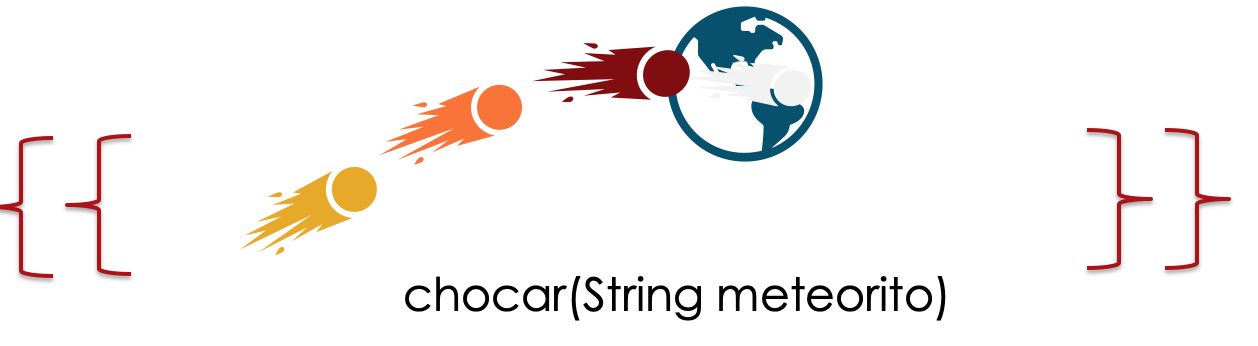 { { } }
chocar(String meteorito)